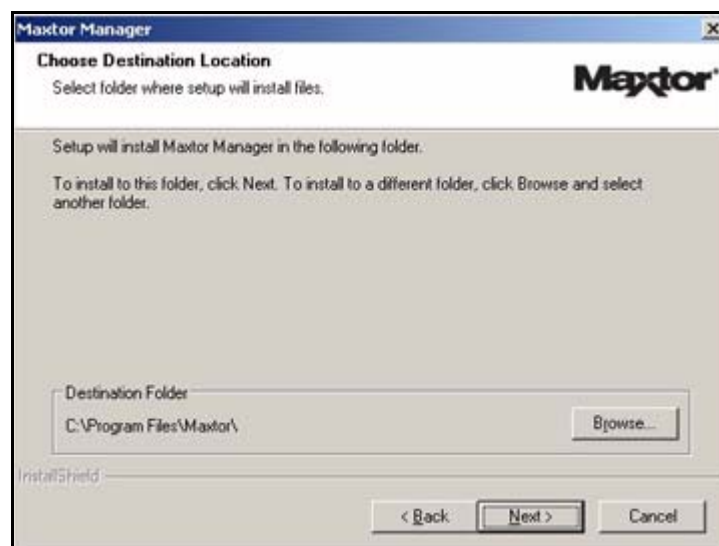 Maxtor Manager
Choose Destination Location
Select folder where setup will install files.
Maxtor
Setup will install Maxtor Manager in the following folder.
To install to this folder, click Next. To install to a different folder, click Browse and select
another folder.
Destination Folder
C:\Program Files\Maxtor\
Browse...
InstallShield
< Back
Next >
Cancel